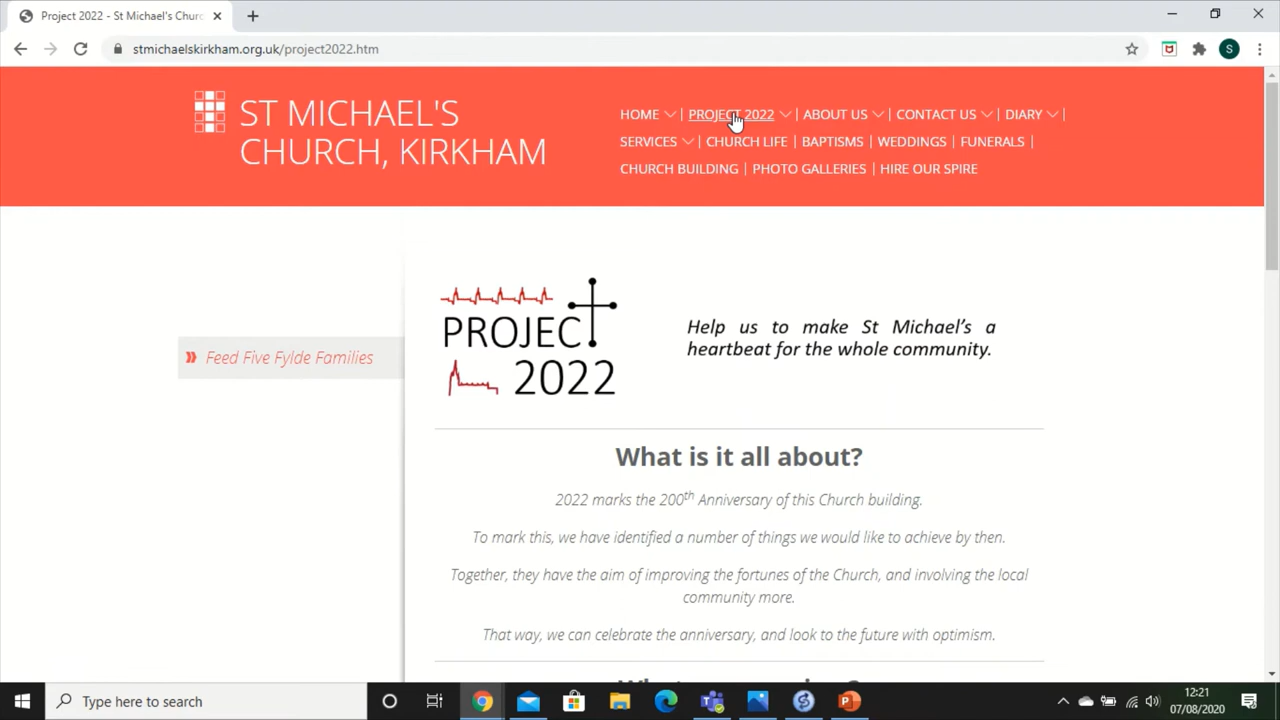 Project 2022 - St Michael's Churc
stmichaelskirkham.org.uk/project2022.htm
S
ST MICHAEL'S
CHURCH, KIRKHAM
HOME | PROJECT 2022 | ABOUT US | CONTACT US | DIARY |
SERVICES | CHURCH LIFE | BAPTISMS | WEDDINGS | FUNERALS |
CHURCH BUILDING | PHOTO GALLERIES | HIRE OUR SPIRE
Feed Five Fylde Families
PROJECT
2022
Help us to make St Michael's a
heartbeat for the whole community.
What is it all about?
2022 marks the 200th Anniversary of this Church building.
To mark this, we have identified a number of things we would like to achieve by then.
Together, they have the aim of improving the fortunes of the Church, and involving the local
community more.
That way, we can celebrate the anniversary, and look to the future with optimism.
Type here to search
12:21
07/08/2020